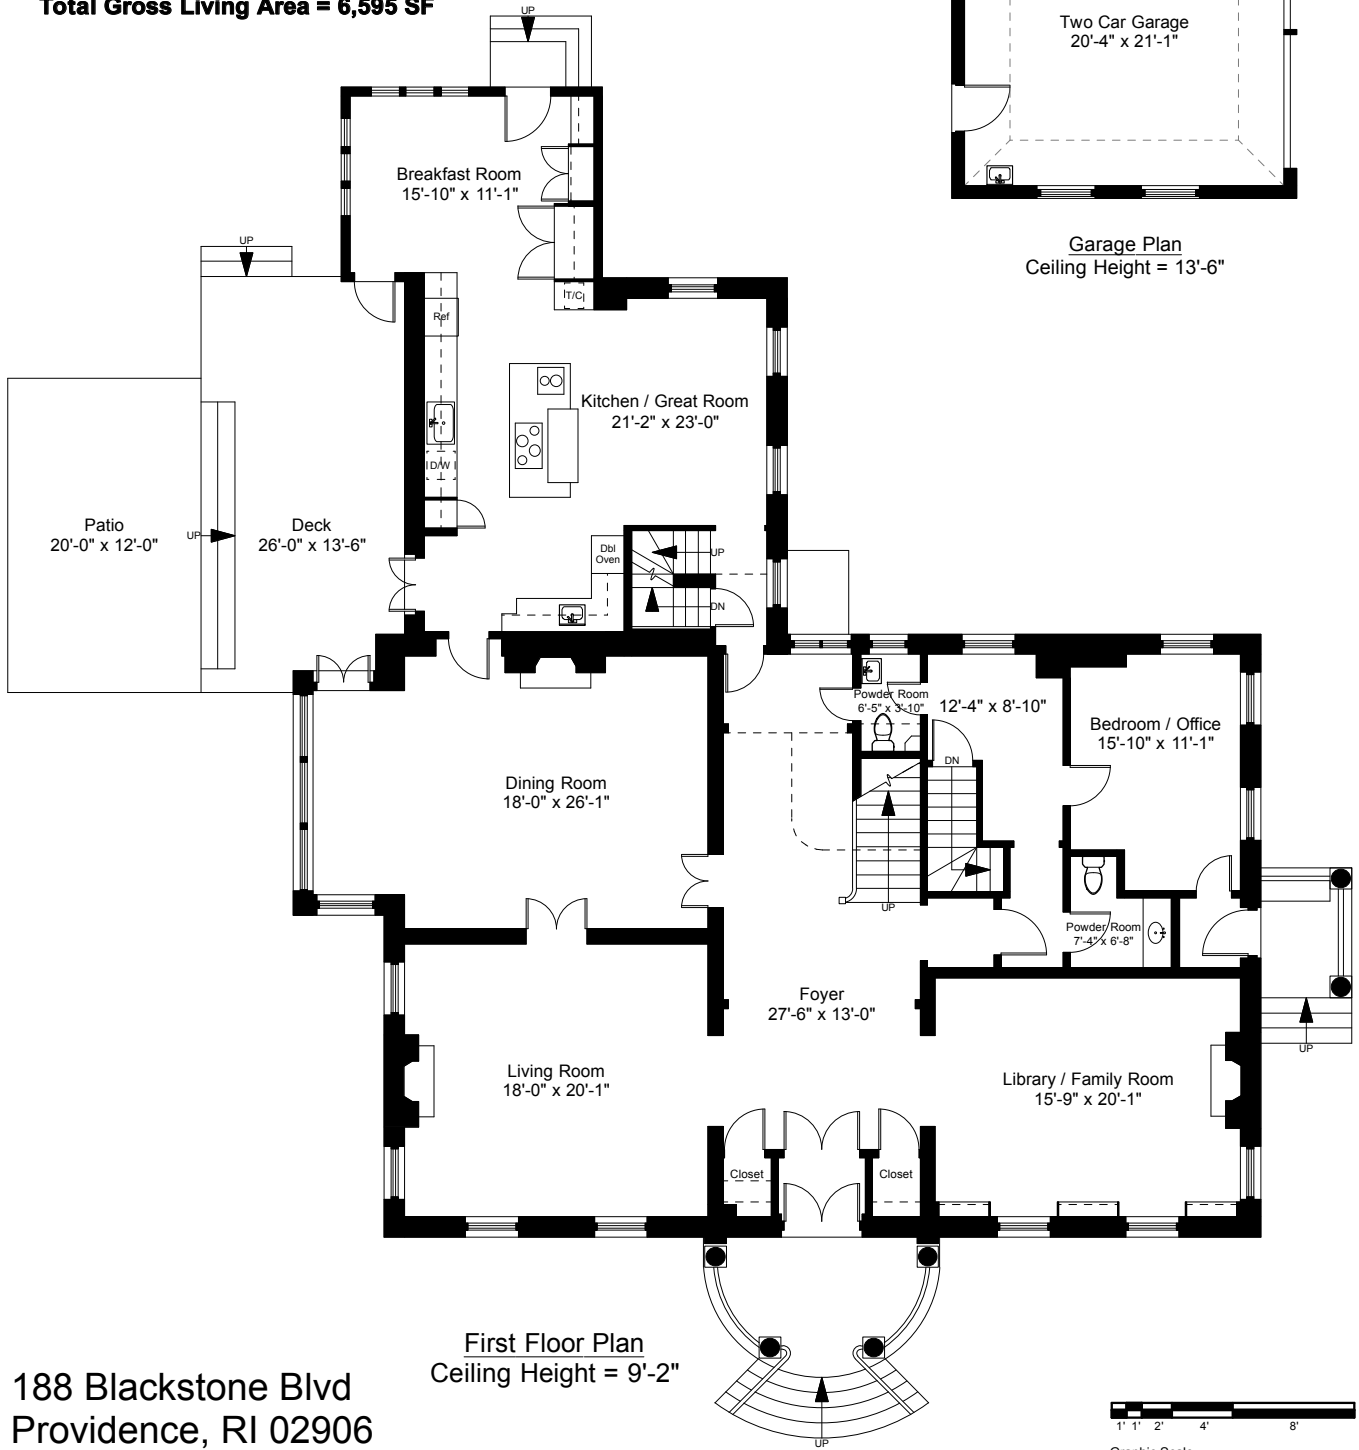 Total Gross Living Area = 6,595 SF
UP
Two Car Garage
20'-4" x 21'-1"
Breakfast Room
15'-10" x 11'-1"
Garage Plan
Ceiling Height = 13'-6"
UP
T/C
Ref
Kitchen / Great Room
21'-2" x 23'-0"
D/W
Patio
20'-0" x 12'-0"
UP
Deck
26'-0" x 13'-6"
Dbl
Oven
UP
DN
Powder Room
6'-5" x 3'-10"
12'-4" x 8'-10"
Bedroom / Office
15'-10" x 11'-1"
DN
Dining Room
18'-0" x 26'-1"
UP
Powder Room
7'-4" x 6'-8"
Foyer
27'-6" x 13'-0"
UP
Living Room
18'-0" x 20'-1"
Library / Family Room
15'-9" x 20'-1"
Closet
Closet
First Floor Plan
Ceiling Height = 9'-2"
UP
188 Blackstone Blvd
Providence, RI 02906
1' 1' 2' 4' 8'
Graphic Scale